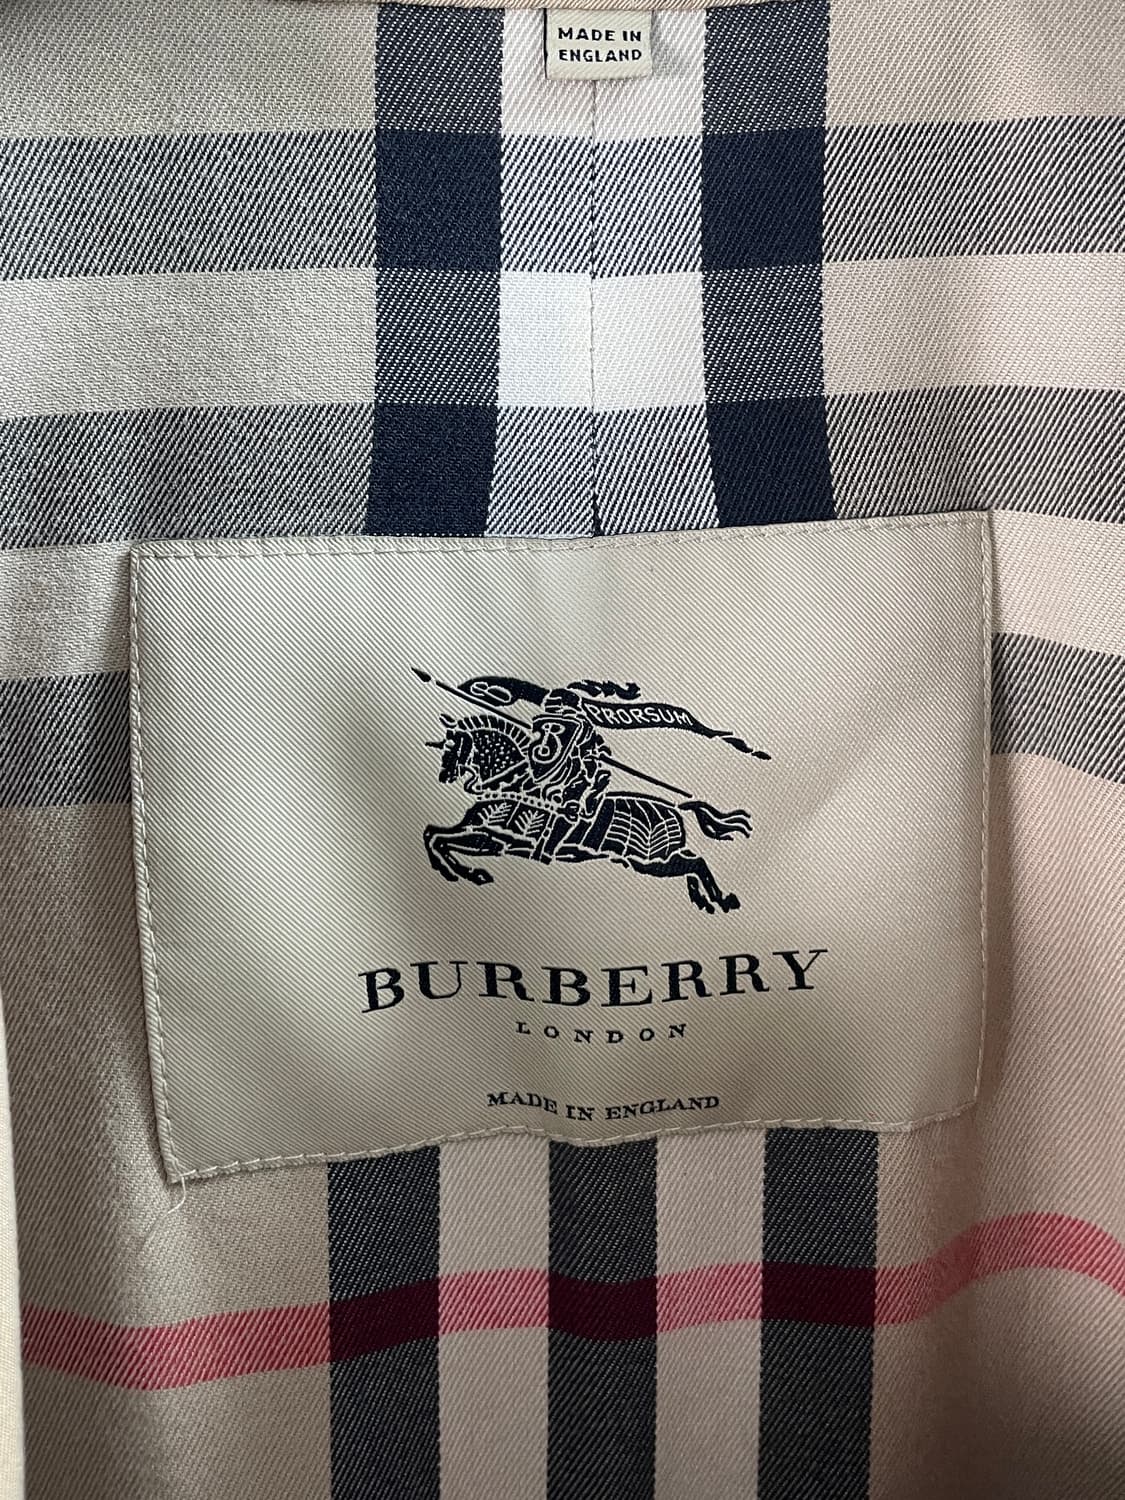 MADE IN
ENGLAND
PRORSUM
B
BURBERRY
LONDON
MADE IN ENGLAND